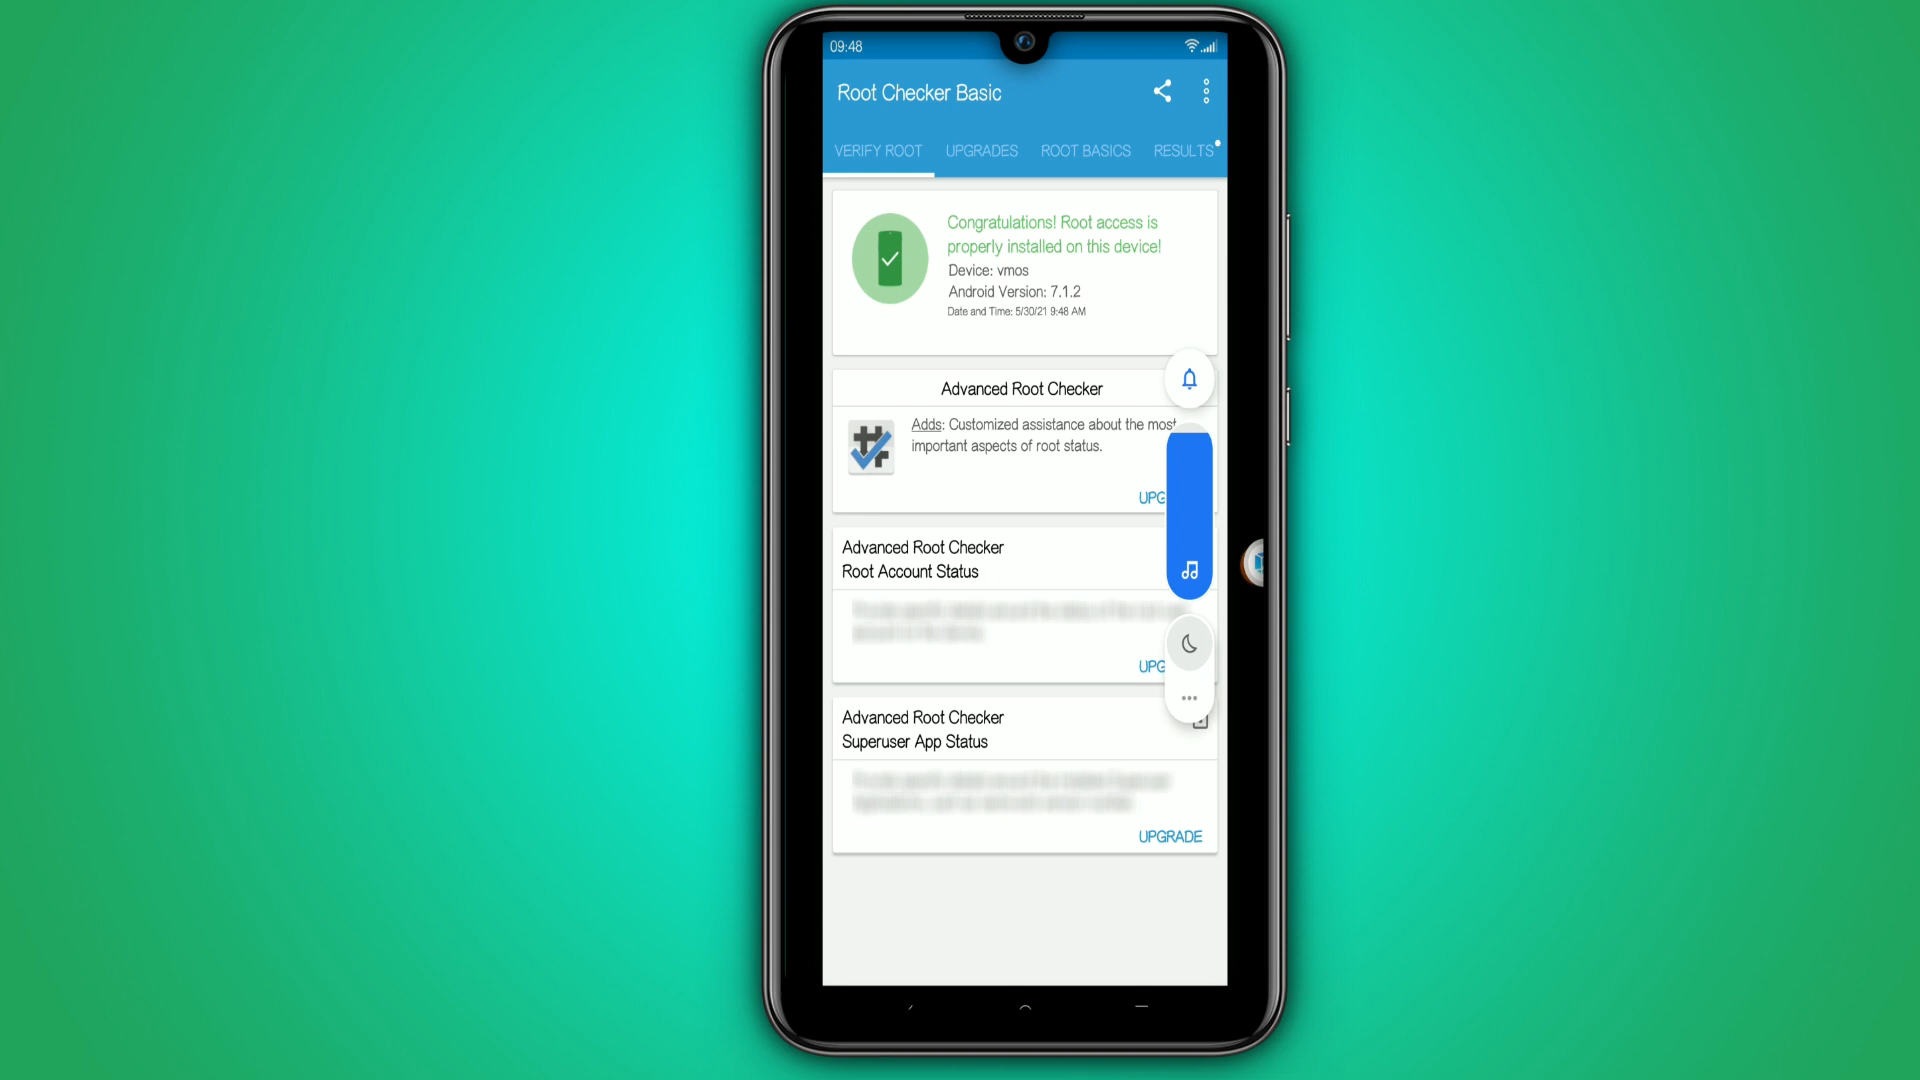 09:48
Root Checker Basic
VERIFY ROOT UPGRADES ROOT BASICS RESULTS
Congratulations! Root access is
properly installed on this device!
Device: vmos
Android Version: 7.1.2
Date and Time: 5/30/21 9:48 AM
Advanced Root Checker
Adds: Customized assistance about the most
important aspects of root status.
UPG
Advanced Root Checker
Root Account Status
UPG
Advanced Root Checker
Superuser App Status
UPGRADE